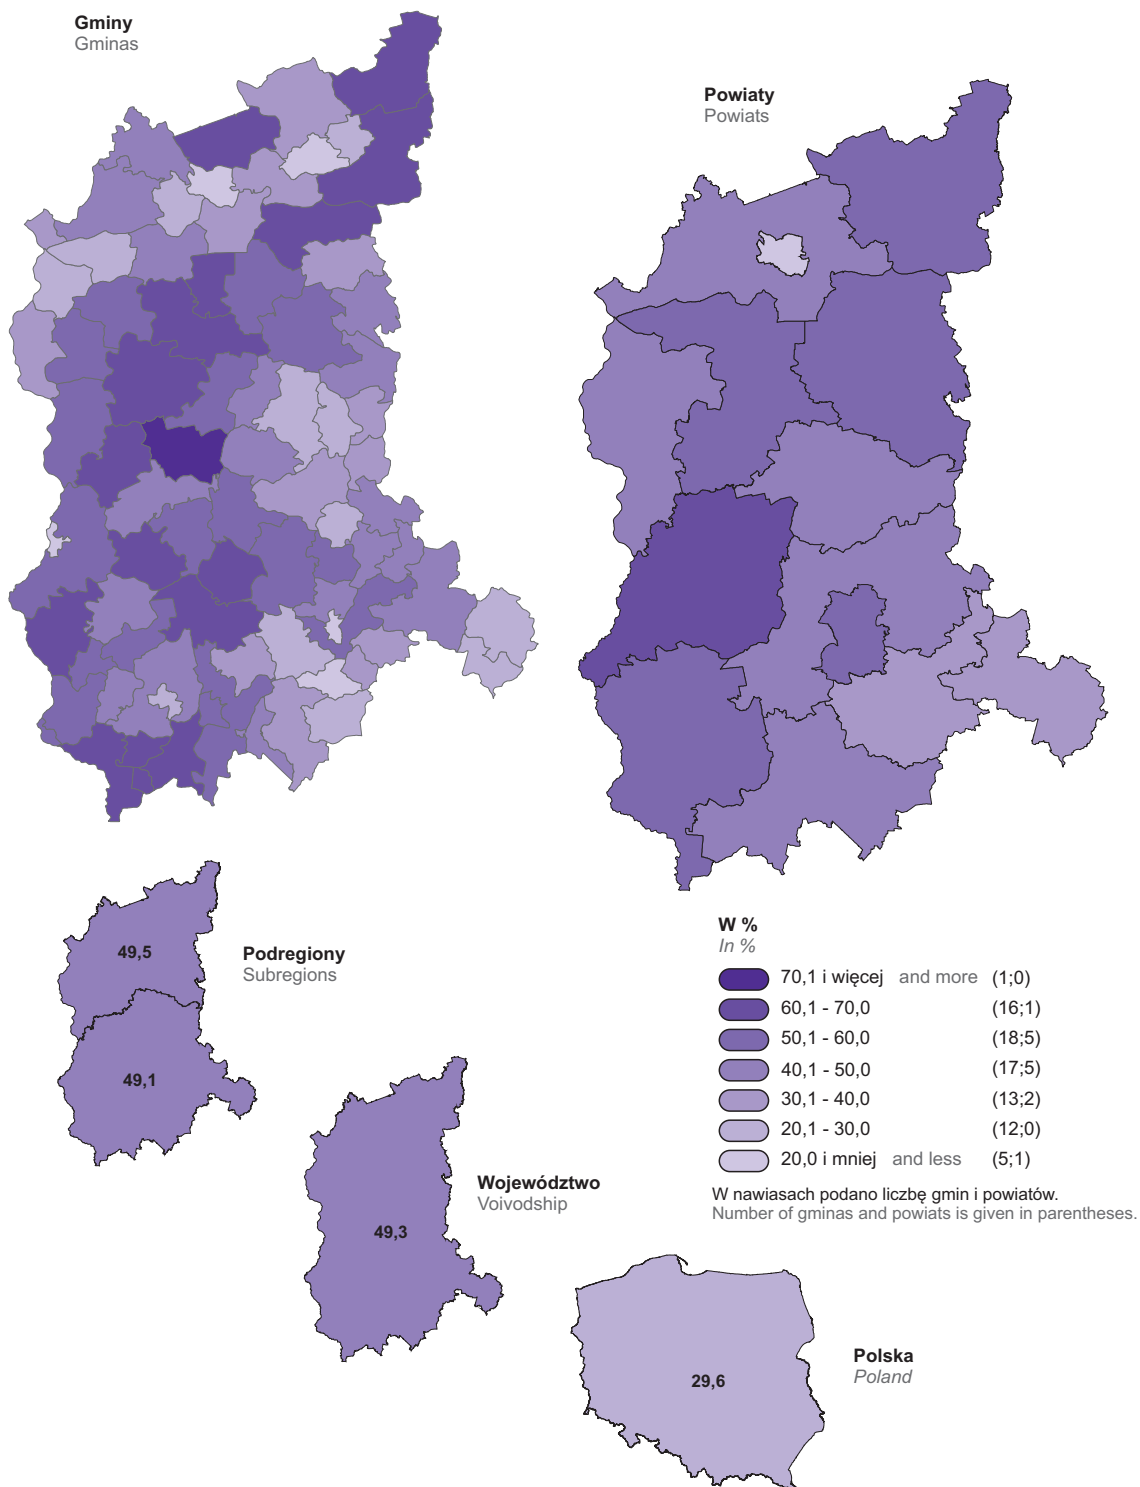 Gminy
Gminas
Powiaty
Powiats
49,5
49,1
Podregiony
Subregions
49,3
Województwo
Voivodship
W %
In %
70,1 i więcej and more (1;0)
60,1 - 70,0 (16;1)
50,1 - 60,0 (18;5)
40,1 - 50,0 (17;5)
30,1 - 40,0 (13;2)
20,1 - 30,0 (12;0)
20,0 i mniej and less (5;1)
W nawiasach podano liczbę gmin i powiatów.
Number of gminas and powiats is given in parentheses.
29,6
Polska
Poland